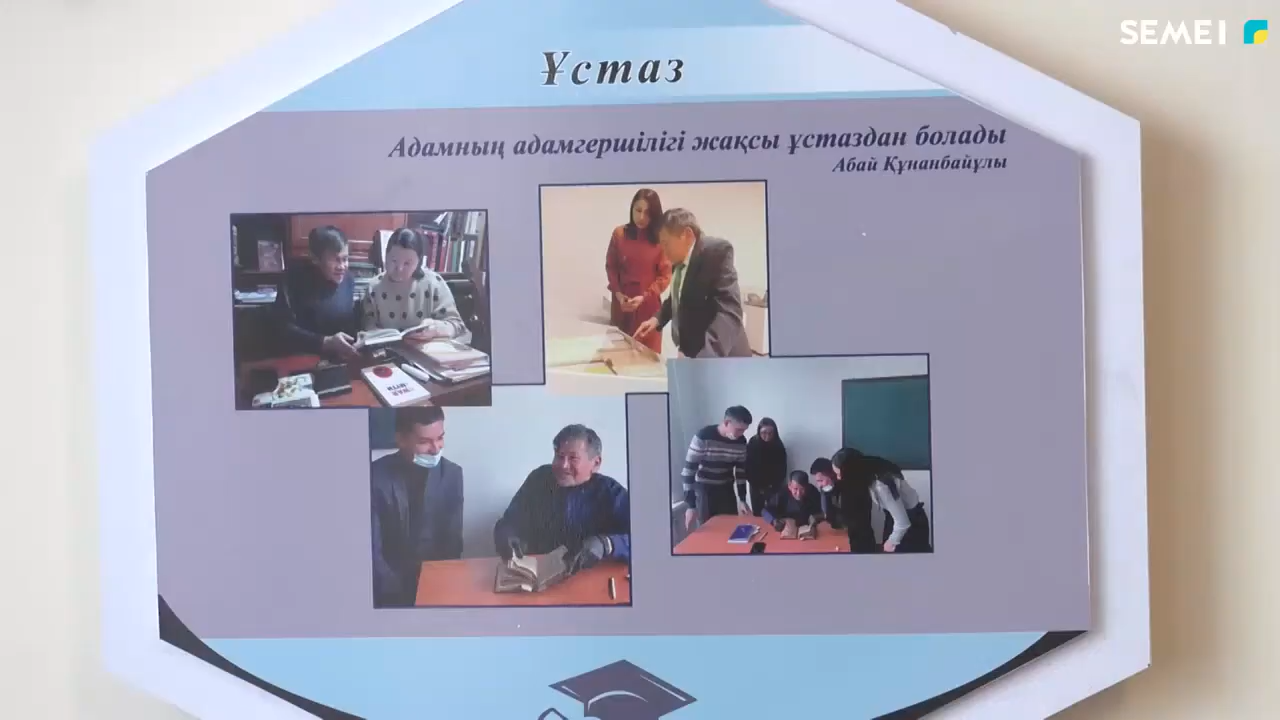 SEMEI
Ұстаз
Адамның адамгершілігі жақсы ұстаздан болады
Абай Құнанбайұлы